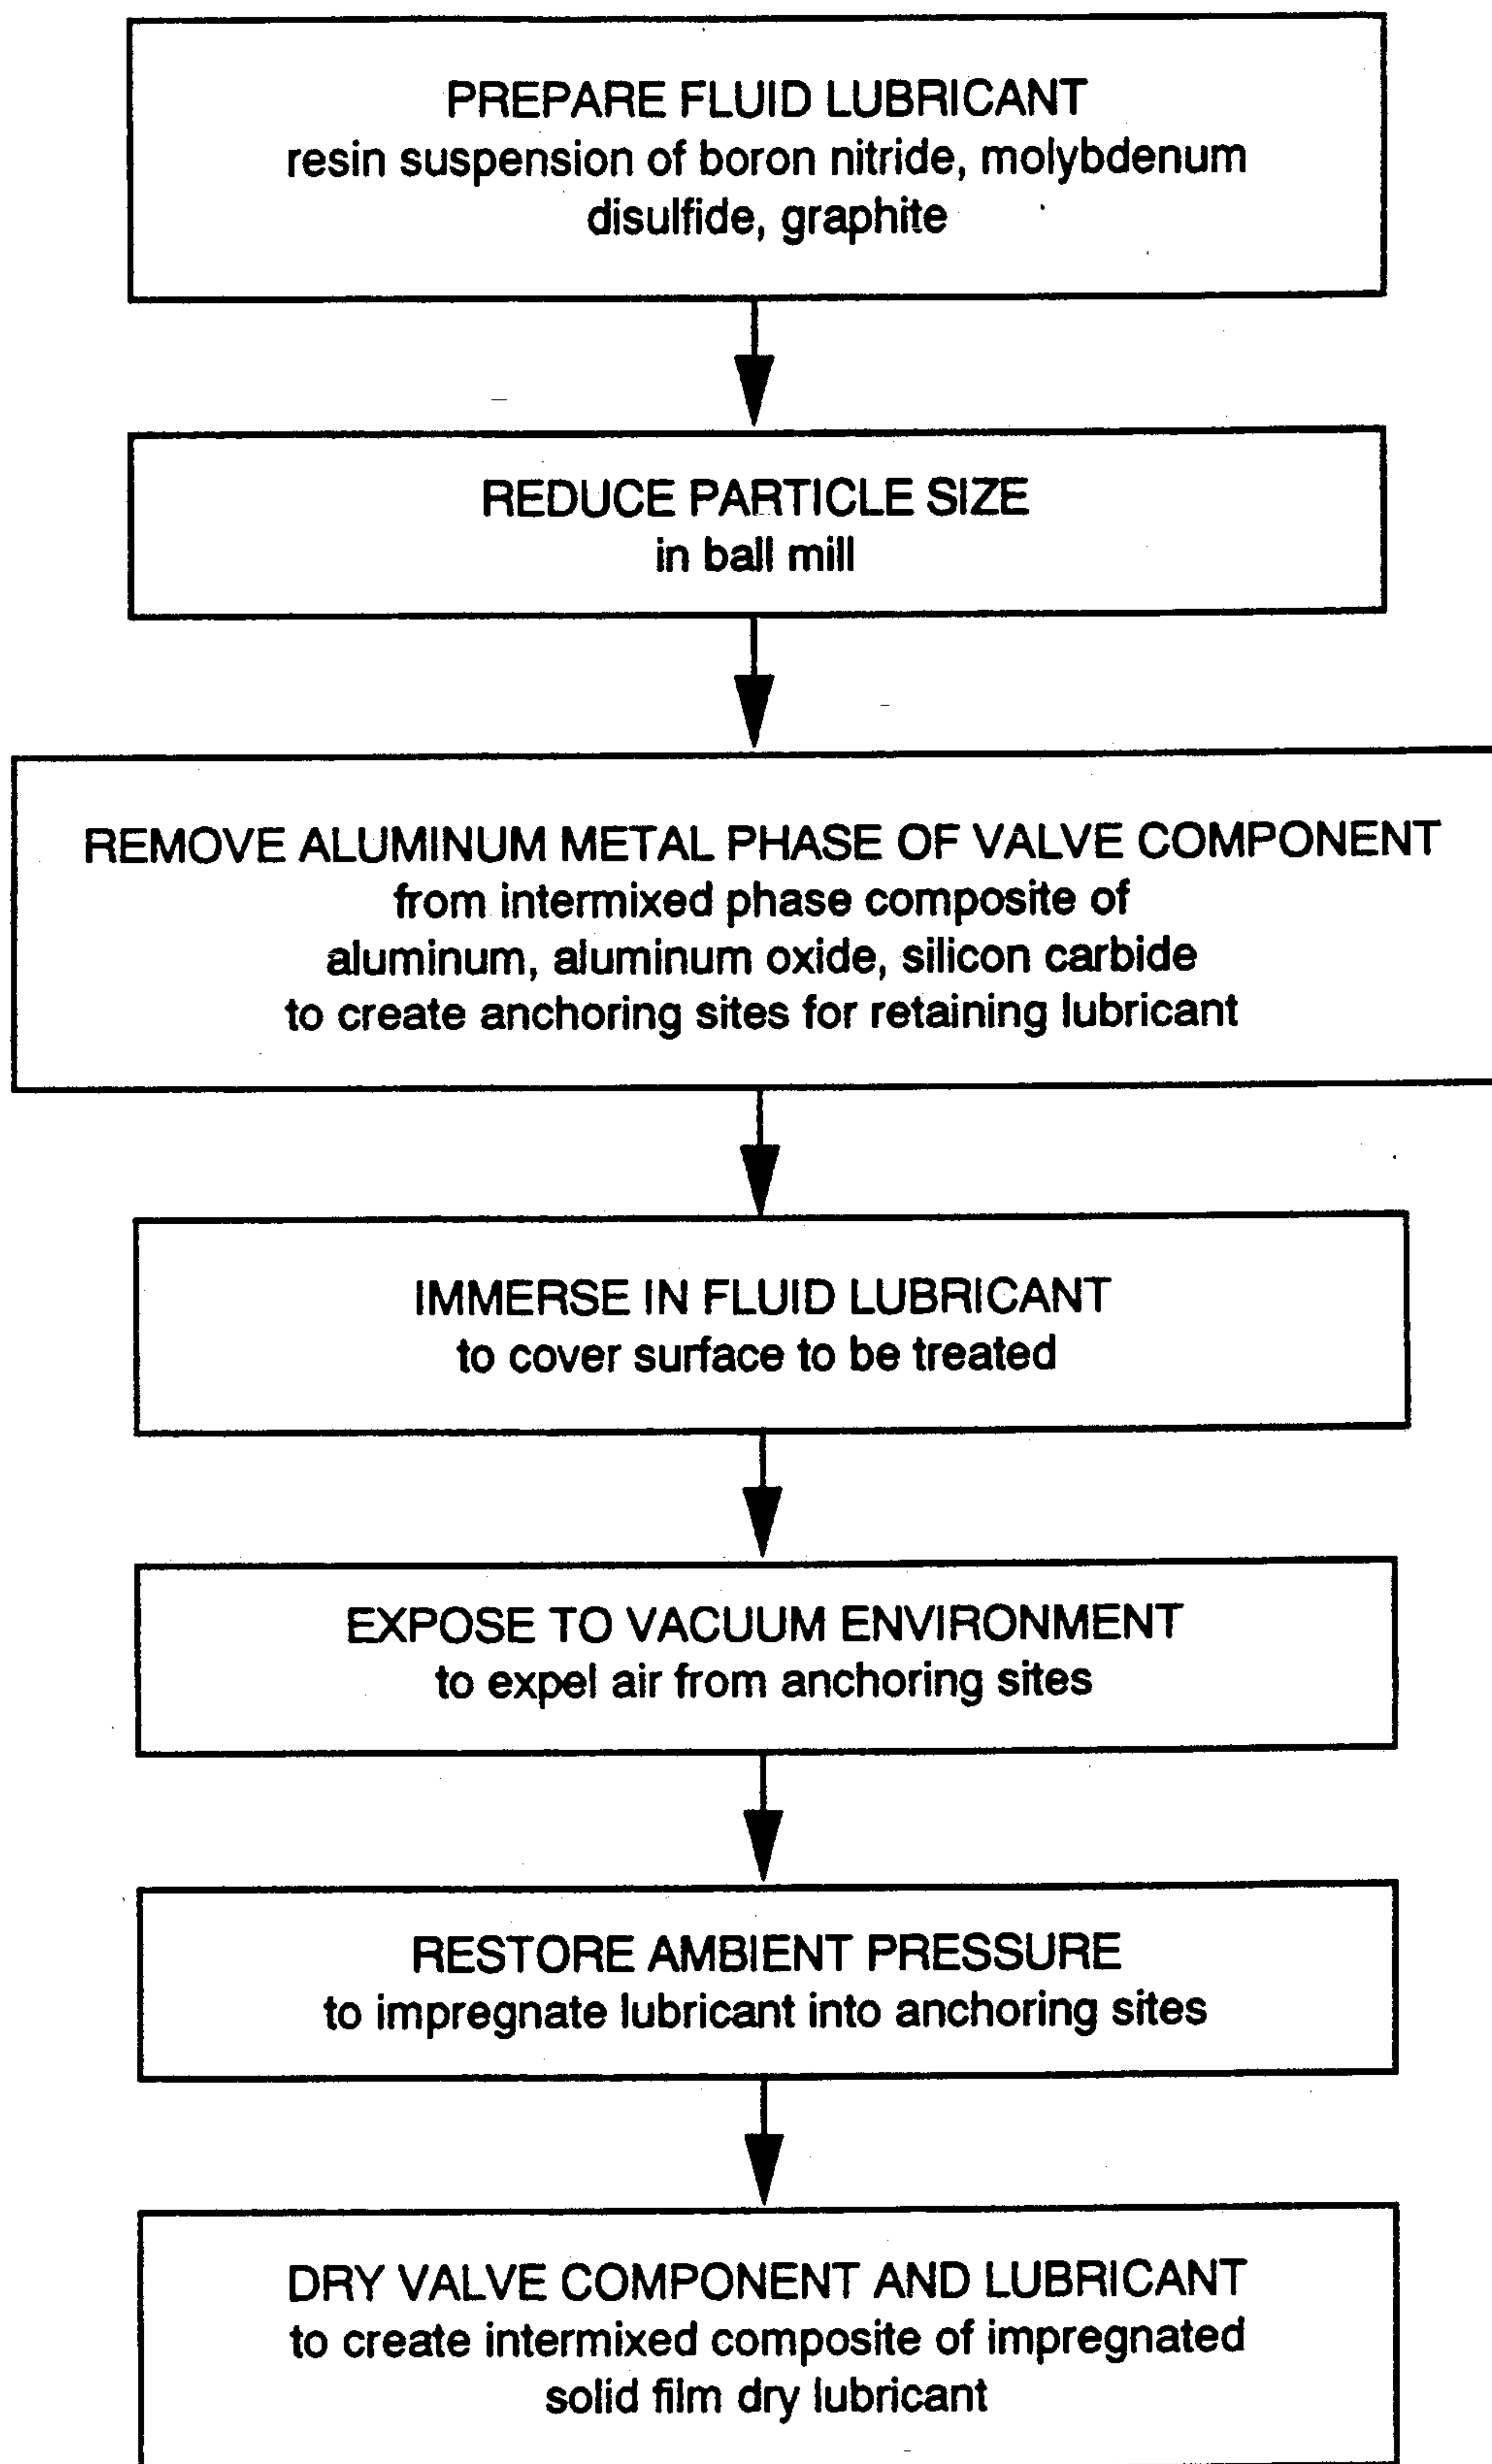 PREPARE FLUID LUBRICANT
resin suspension of boron nitride, molybdenum
disulfide, graphite
REDUCE PARTICLE SIZE
in ball mill
REMOVE ALUMINUM METAL PHASE OF VALVE COMPONENT
from intermixed phase composite of
aluminum, aluminum oxide, silicon carbide
to create anchoring sites for retaining lubricant
IMMERSE IN FLUID LUBRICANT
to cover surface to be treated
EXPOSE TO VACUUM ENVIRONMENT
to expel air from anchoring sites
RESTORE AMBIENT PRESSURE
to impregnate lubricant into anchoring sites
DRY VALVE COMPONENT AND LUBRICANT
to create intermixed composite of impregnated
solid film dry lubricant